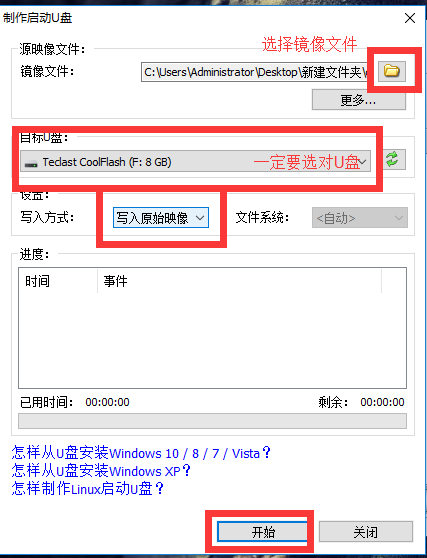 制作启动U盘
源映像文件:
选择镜像文件
镜像文件:
C:\Users\Administrator\Desktop\新建文件夹\
更多...
目标U盘:
Teclast CoolFlash (F: 8 GB)
一定要选对U盘
设置:
写入方式:
写入原始映像
文件系统:
<自动>
进度:
时间
事件
已用时间:
00:00:00
剩余:
00:00:00
怎样从U盘安装Windows 10 / 8 / 7 / Vista?
怎样从U盘安装Windows XP?
怎样制作Linux启动U盘?
开始
关闭